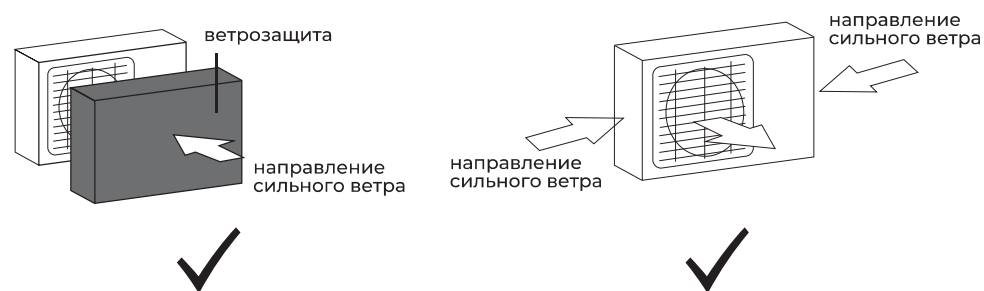 ветрозащита
направление
сильного ветра
направление
сильного ветра
направление
сильного ветра